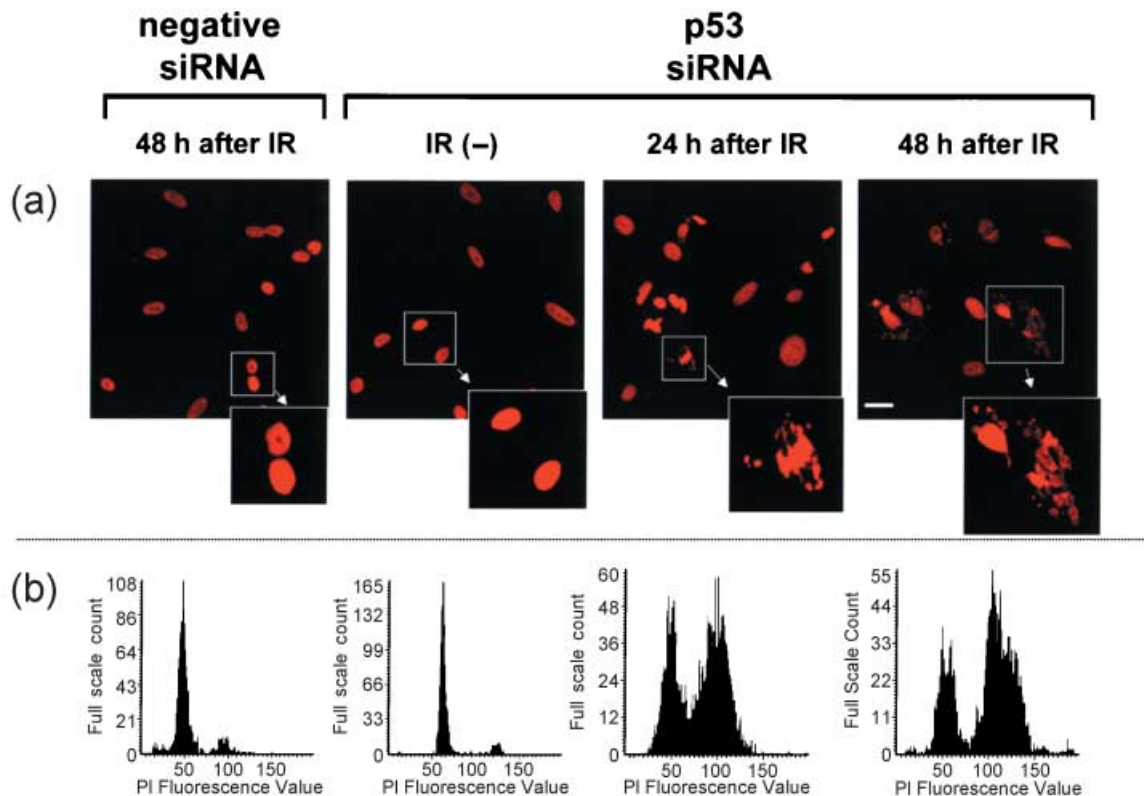 negative
siRNA
p53
siRNA
48 h after IR
IR (–)
24 h after IR
48 h after IR
(a)
(b)
108
86
64
43
21
0
Full scale count
50 100 150
PI Fluorescence Value
165
132
99
66
33
0
Full scale count
50 100 150
PI Fluorescence Value
60
48
36
24
12
0
Full scale count
50 100 150
PI Fluorescence Value
55
44
33
22
11
0
Full Scale Count
50 100 150
PI Fluorescence Value